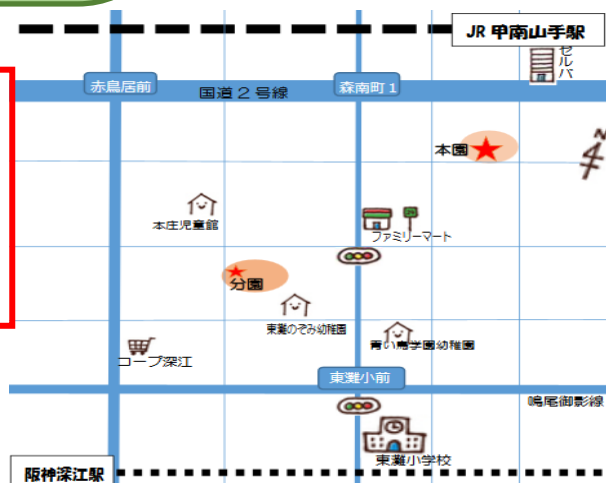 JR 甲南山手駅
セルバ
赤鳥居前
国道2号線
森南町1
本園
N
本庄児童館
ファミリーマート
分園
東灘のぞみ幼稚園
青い鳥学園幼稚園
コープ深江
東灘小前
鳴尾御影線
東灘小学校
阪神深江駅